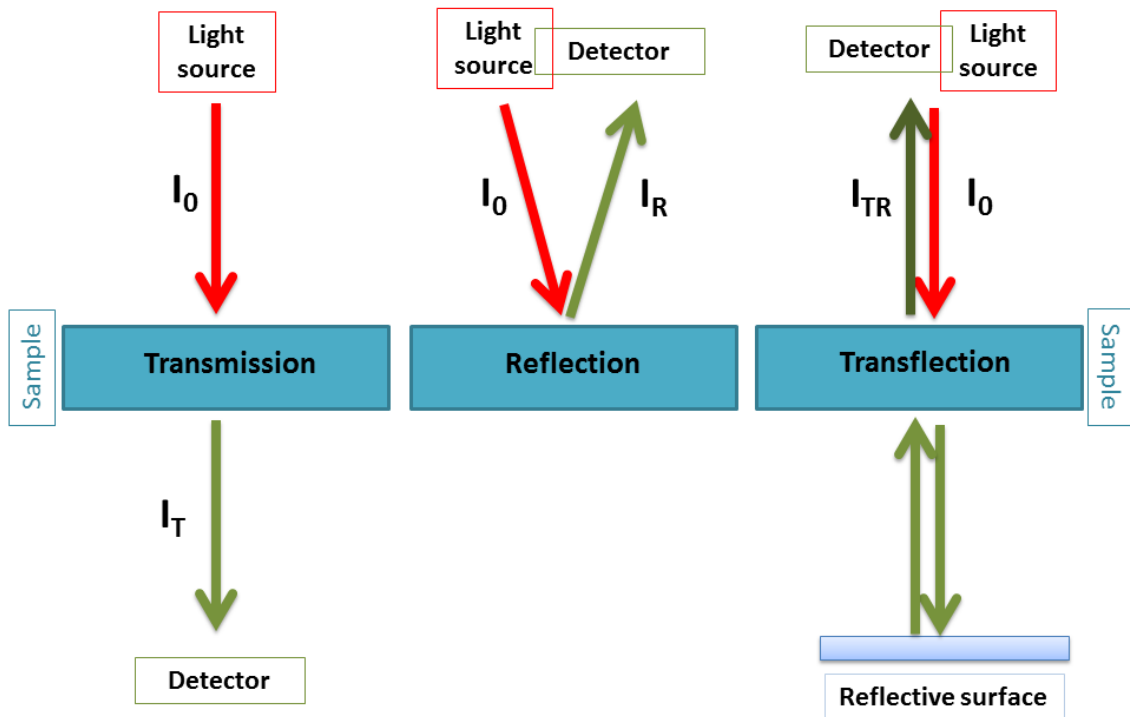 Light
source
Light
source
Detector
Detector
Light
source
I0
I0
IR
ITR
I0
Sample
Transmission
Reflection
Transflection
Sample
IT
Detector
Reflective surface